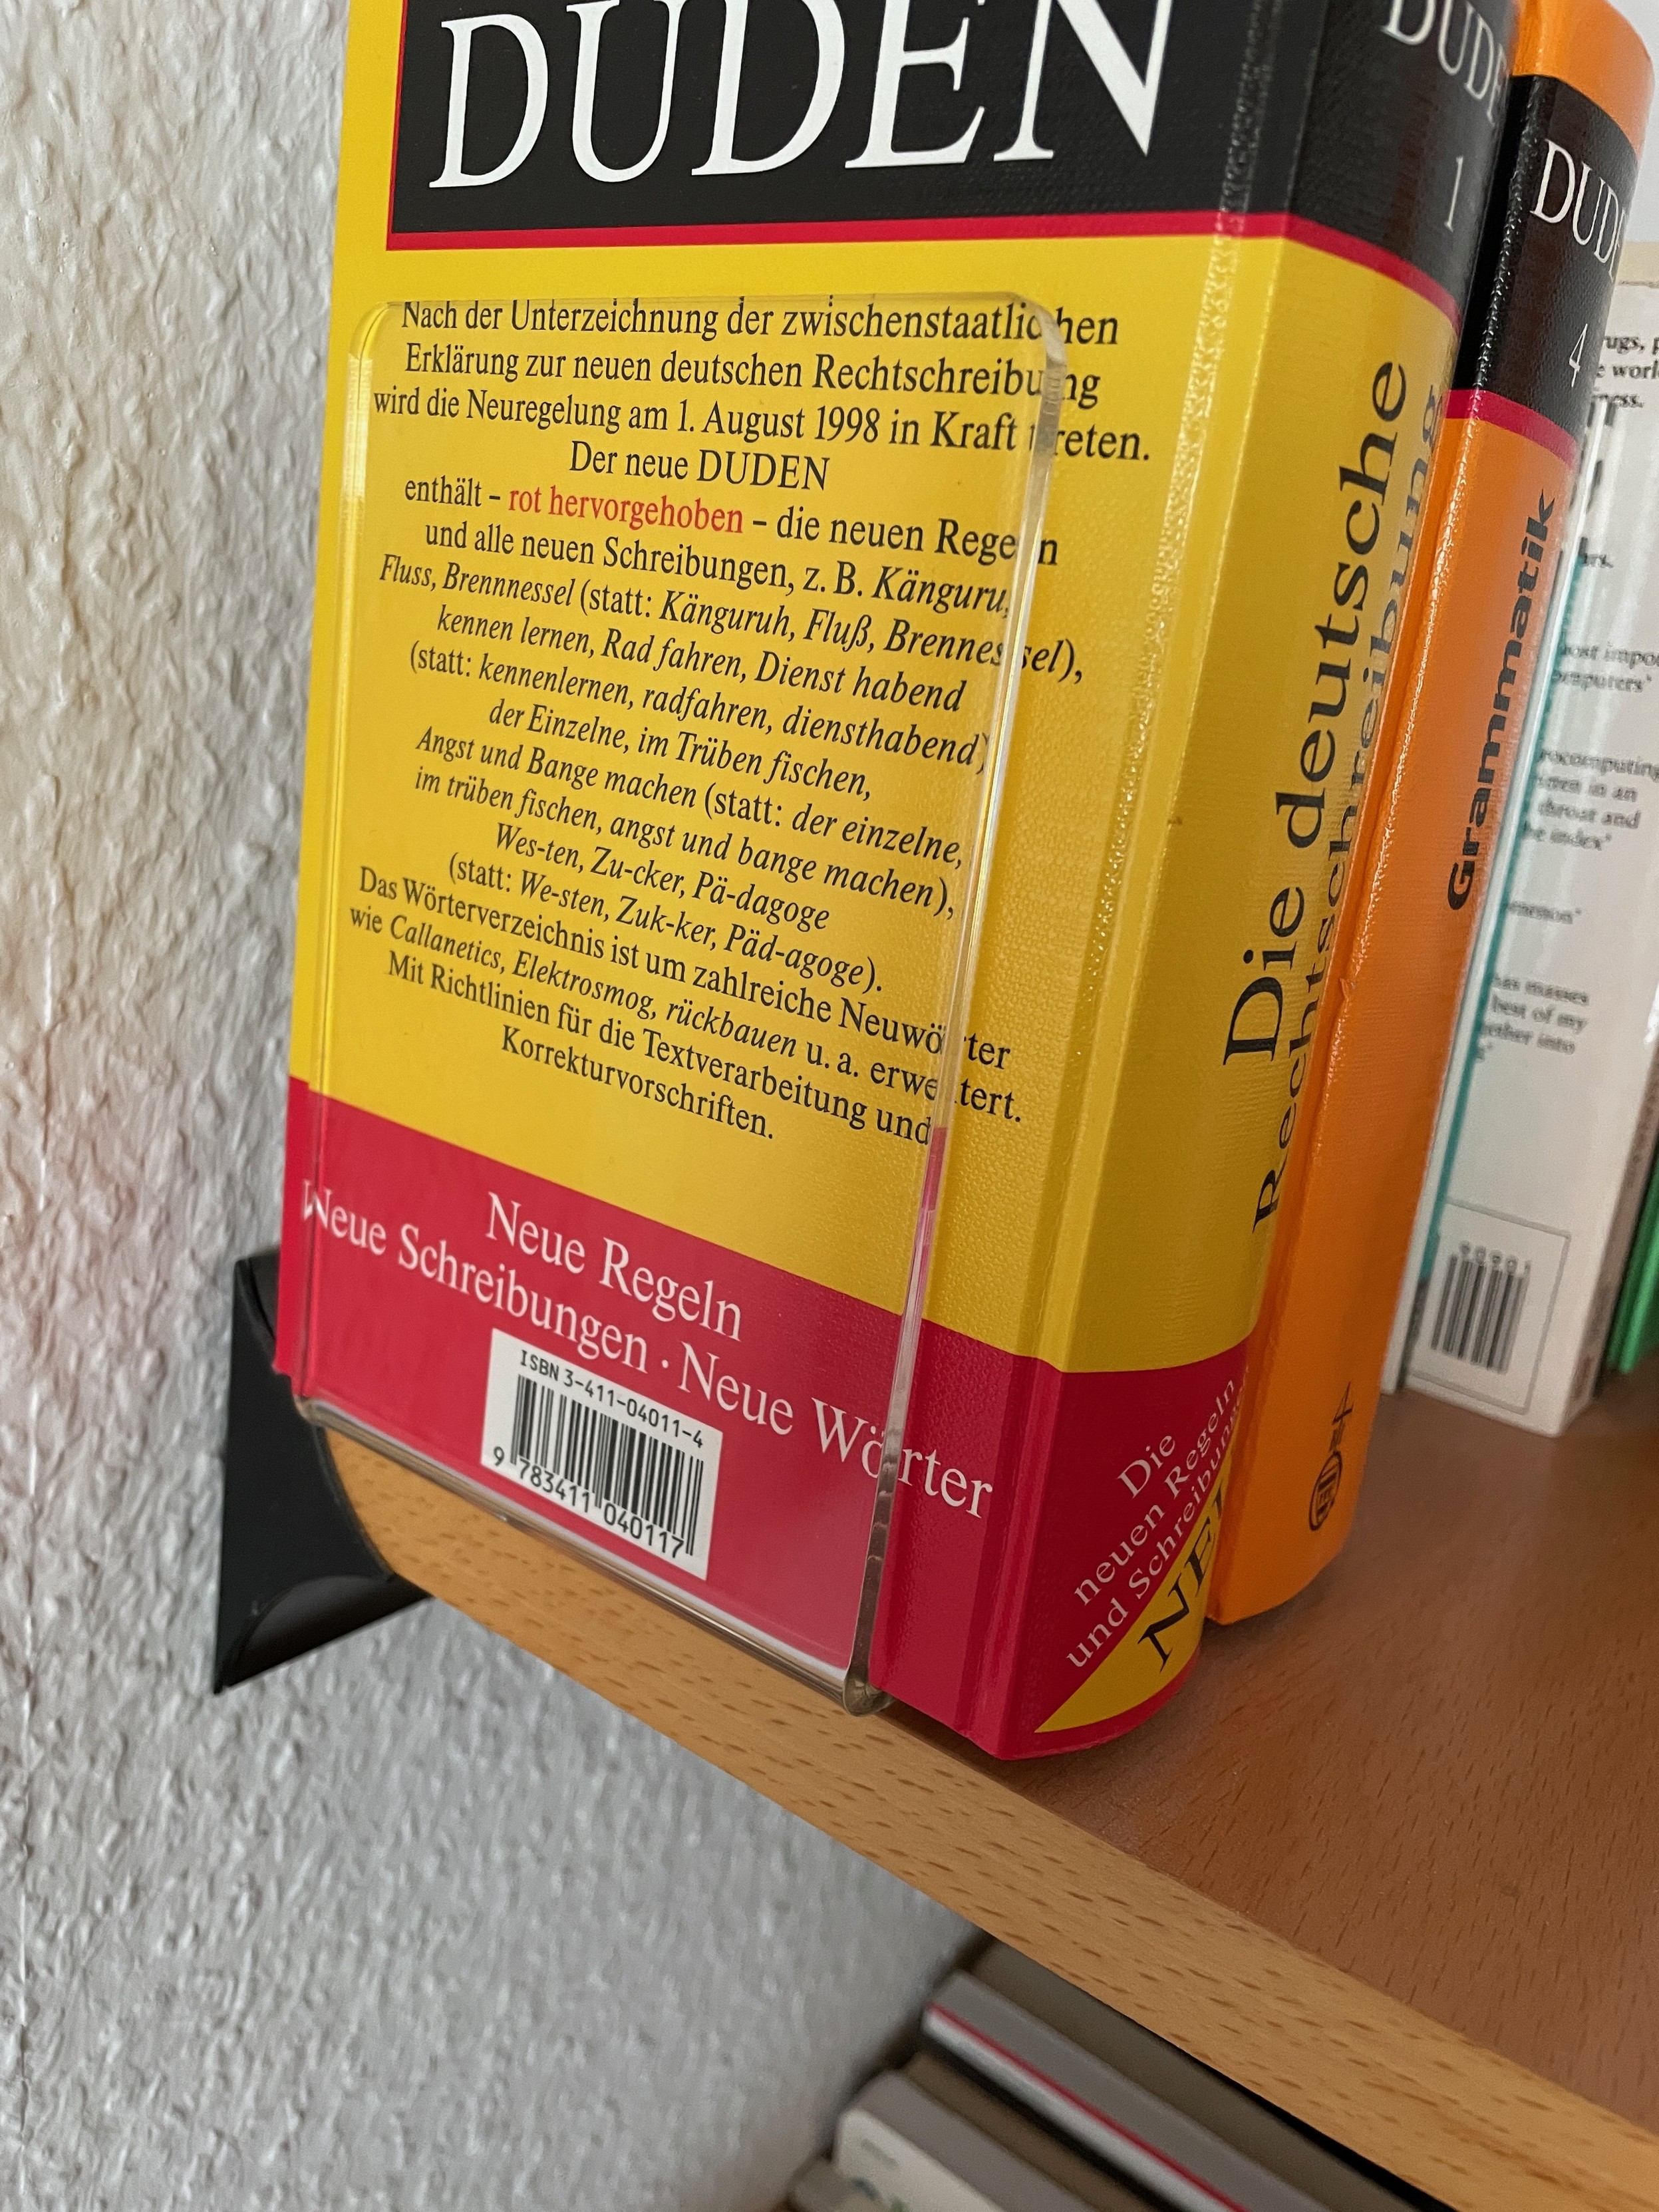 DUDEN
Nach der Unterzeichnung der zwischenstaatlichen
Erklärung zur neuen deutschen Rechtschreibung
wird die Neuregelung am 1. August 1998 in Kraft treten.
Der neue DUDEN
enthält – rot hervorgehoben – die neuen Regeln
und alle neuen Schreibungen, z. B. Känguru,
Fluss, Brennnessel (statt: Känguruh, Fluß, Brennessel),
kennen lernen, Rad fahren, Dienst habend
(statt: kennenlernen, radfahren, diensthabend)
der Einzelne, im Trüben fischen,
Angst und Bange machen (statt: der einzelne,
im trüben fischen, angst und bange machen),
Wes-ten, Zu-cker, Pä-dagoge
(statt: We-sten, Zuk-ker, Päd-agoge).
Das Wörterverzeichnis ist um zahlreiche Neuwörter
wie Callanetics, Elektrosmog, rückbauen u. a. erweitert.
Mit Richtlinien für die Textverarbeitung und
Korrekturvorschriften.
Neue Regeln
Neue Schreibungen · Neue Wörter
ISBN 3-411-04011-4
9 783411 040117
DUDE
1
Die deutsche
Rechtschreibung
Die
neuen Regeln
und Schreibungen
NEU
DUDE
4
Grammatik